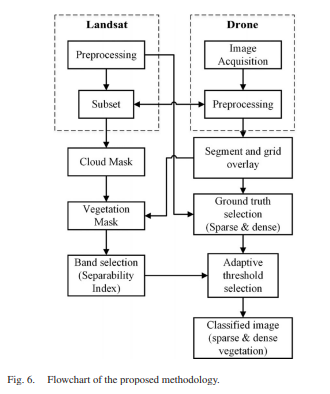 Landsat
Preprocessing
Subset
Cloud Mask
Vegetation
Mask
Band selection
(Separability
Index)
Drone
Image
Acquisition
Preprocessing
Segment and grid
overlay
Ground truth
selection
(Sparse & dense)
Adaptive
threshold
selection
Classified image
(sparse & dense
vegetation)
Fig. 6. Flowchart of the proposed methodology.